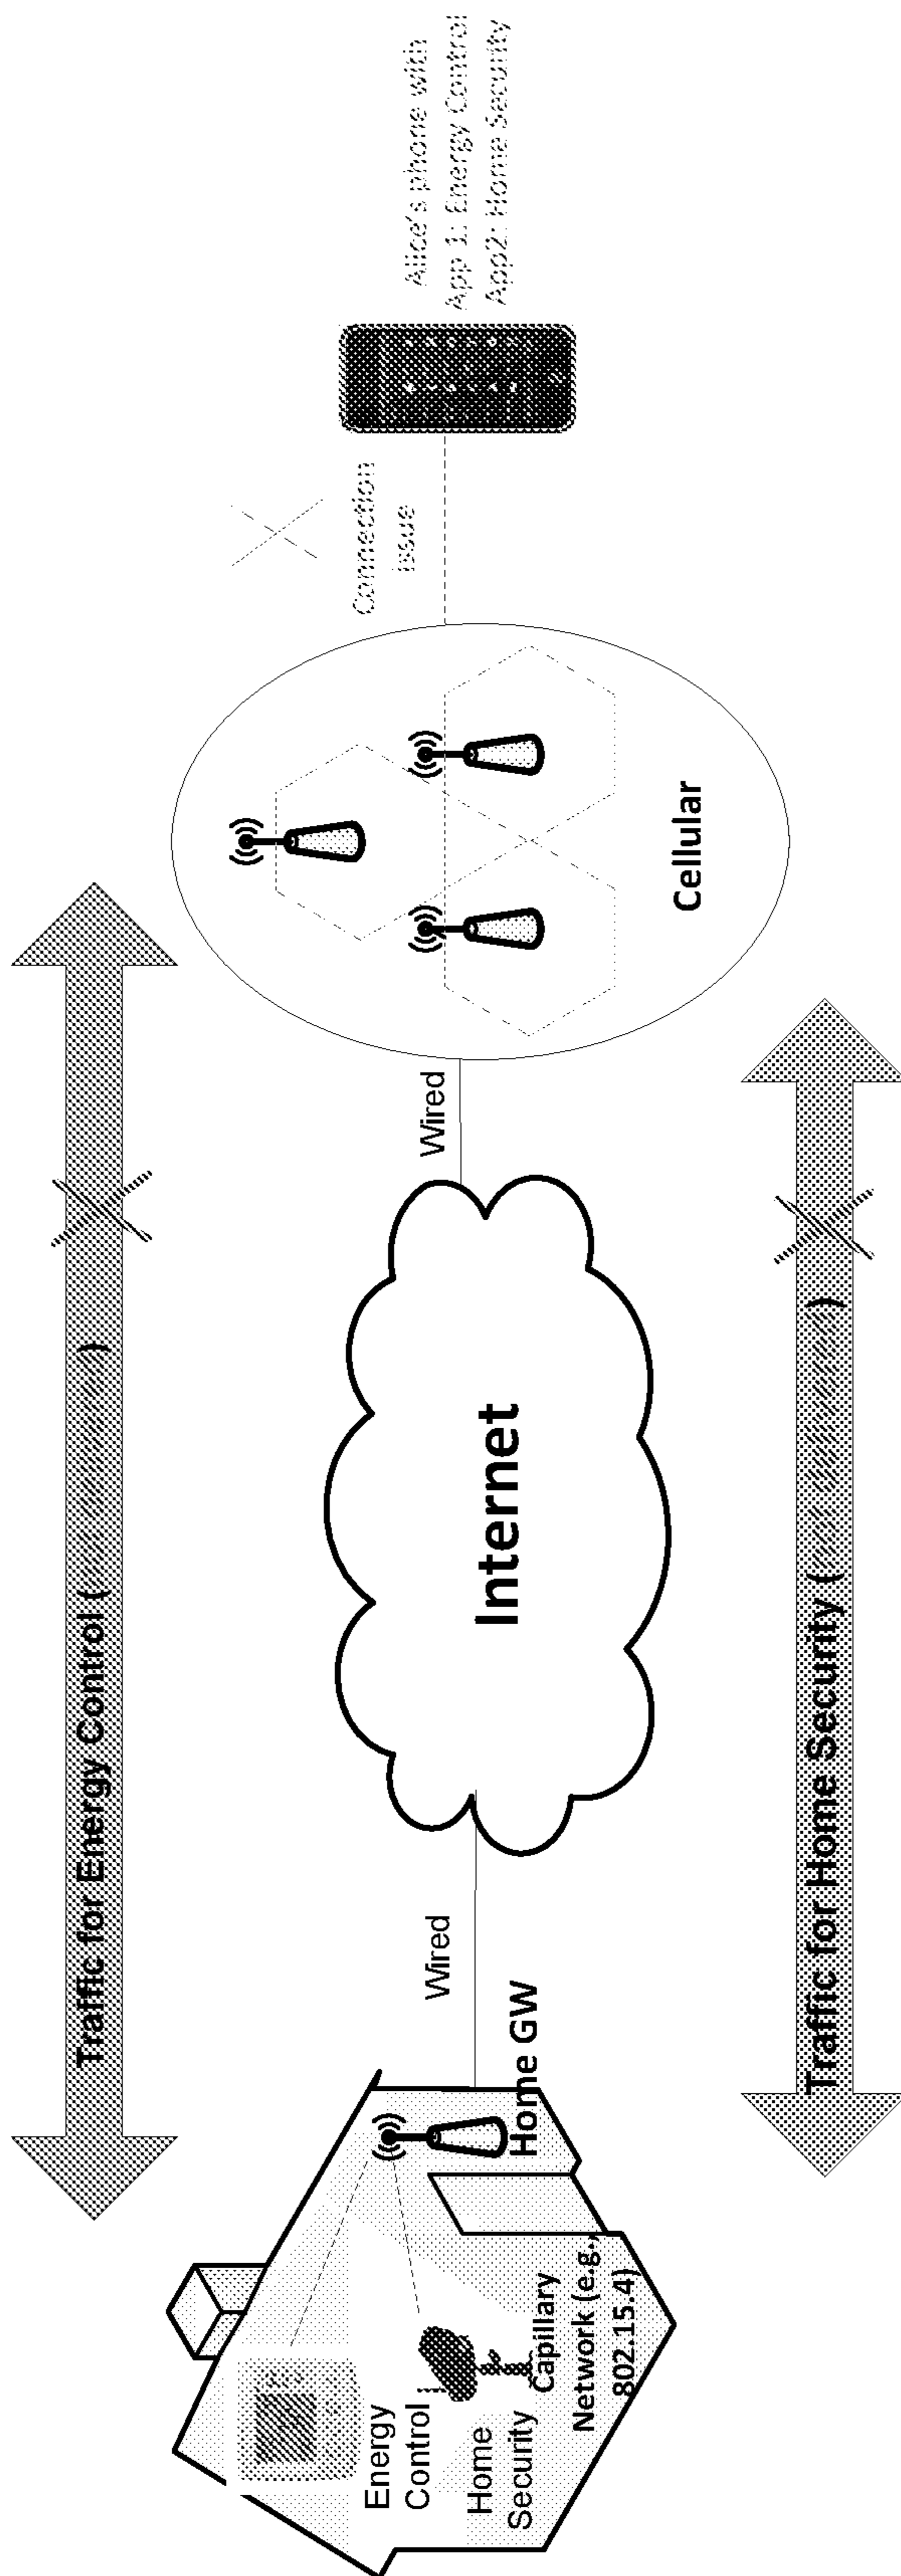 Traffic for Energy Control ( )
Energy
Control
Home
Security
Capillary
Network (e.g.,
802.15.4)
Home GW
Wired
Internet
Wired
Cellular
Connection
issue
Alice's phone with
App 1: Energy Control
App2: Home Security
Traffic for Home Security ( )